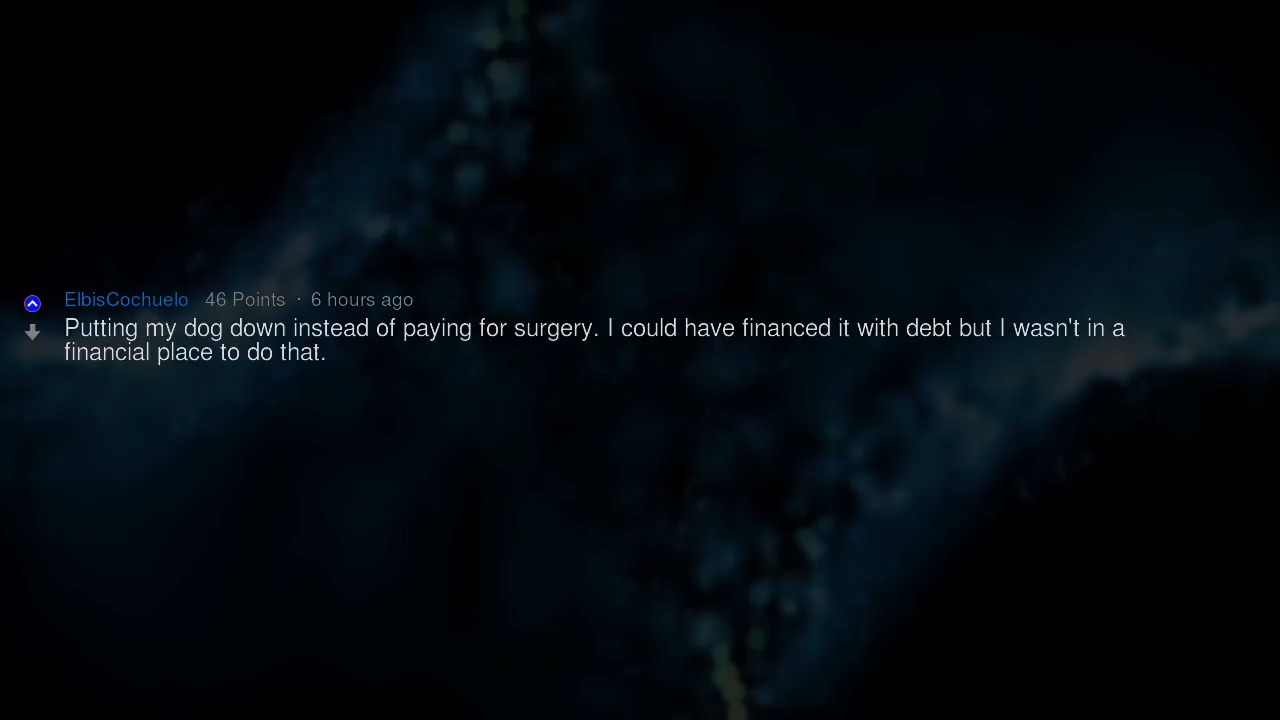 ElbisCochuelo 46 Points · 6 hours ago
Putting my dog down instead of paying for surgery. I could have financed it with debt but I wasn't in a
financial place to do that.